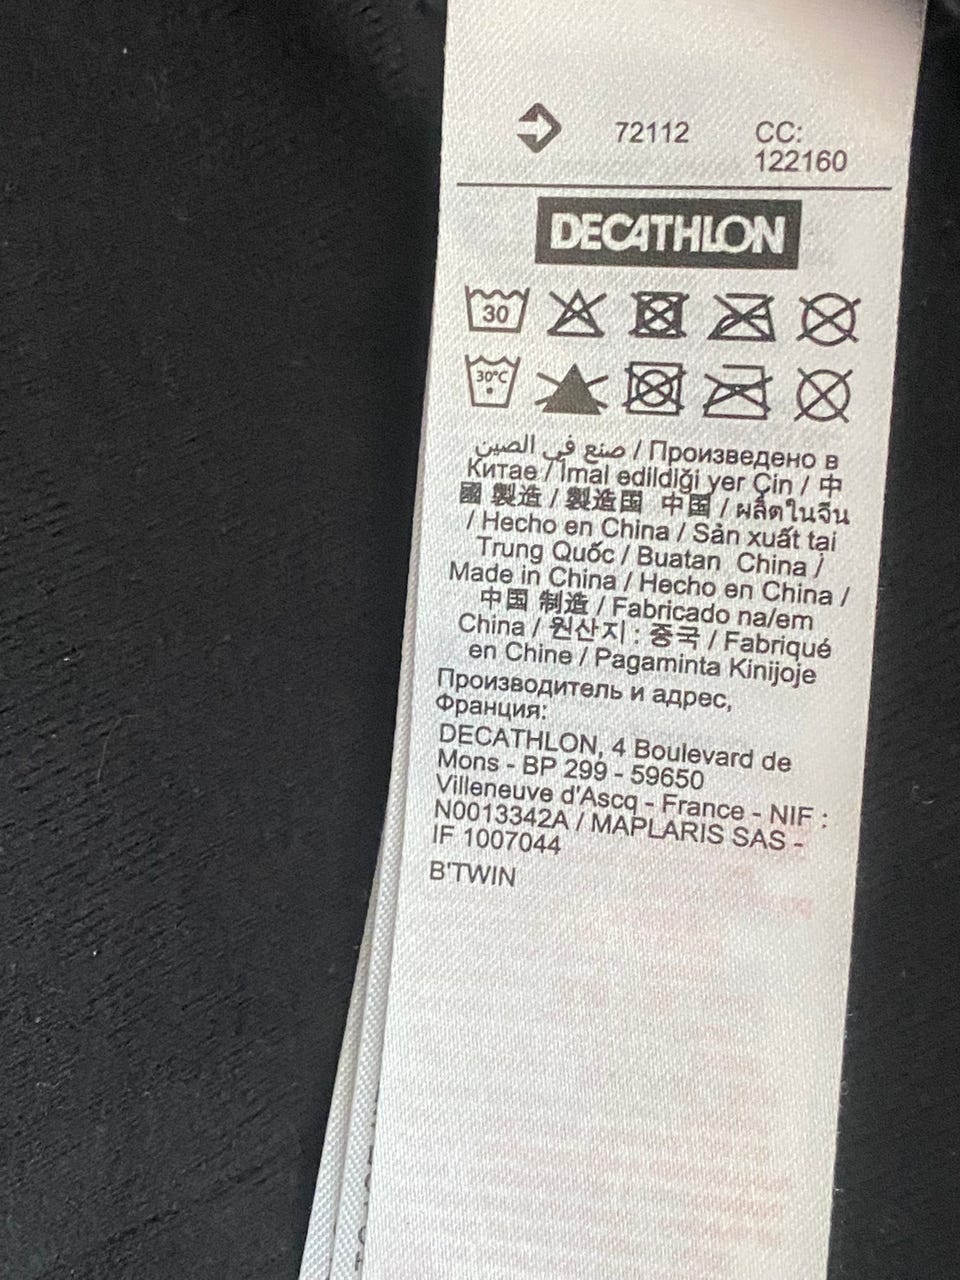 72112 CC:
122160
DECATHLON
30
30°C
صنع في الصين / Произведено в
Китае / İmal edildiği yer Çin / 中
國 製造 / 製造国 中国 / ผลิตในจีน
/ Hecho en China / Sản xuất tại
Trung Quốc / Buatan China /
Made in China / Hecho en China /
中国 制造 / Fabricado na/em
China / 원산지 : 중국 / Fabriqué
en Chine / Pagaminta Kinijoje
Производитель и адрес,
Франция:
DECATHLON, 4 Boulevard de
Mons - BP 299 - 59650
Villeneuve d'Ascq - France - NIF :
N0013342A / MAPLARIS SAS -
IF 1007044
B'TWIN